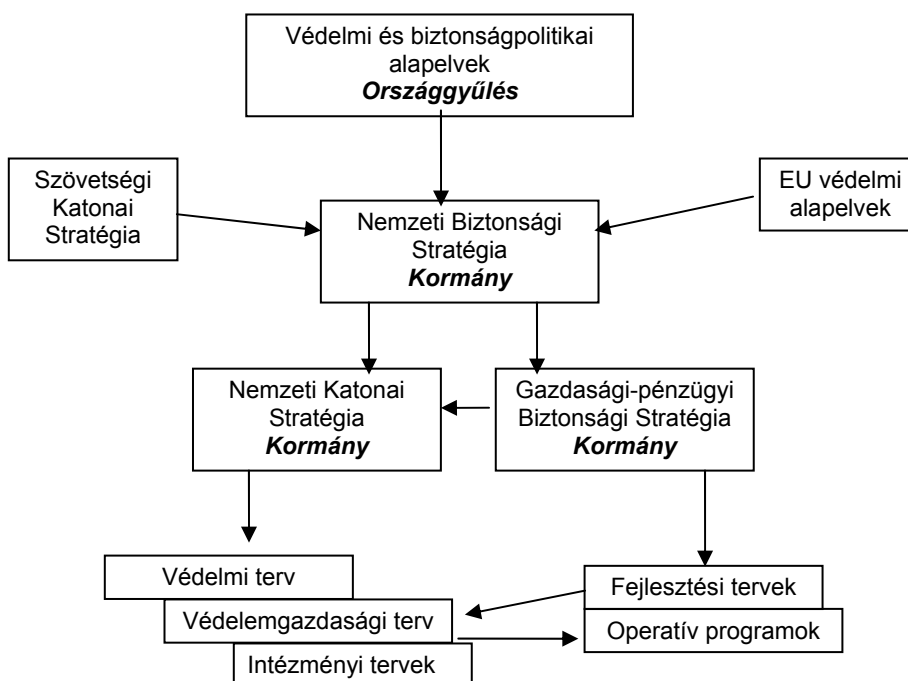 Védelmi és biztonságpolitikai
alapelvek
Országgyűlés
Szövetségi
Katonai
Stratégia
EU védelmi
alapelvek
Nemzeti Biztonsági
Stratégia
Kormány
Nemzeti Katonai
Stratégia
Kormány
Gazdasági-pénzügyi
Biztonsági Stratégia
Kormány
Védelmi terv
Védelemgazdasági terv
Intézményi tervek
Fejlesztési tervek
Operatív programok